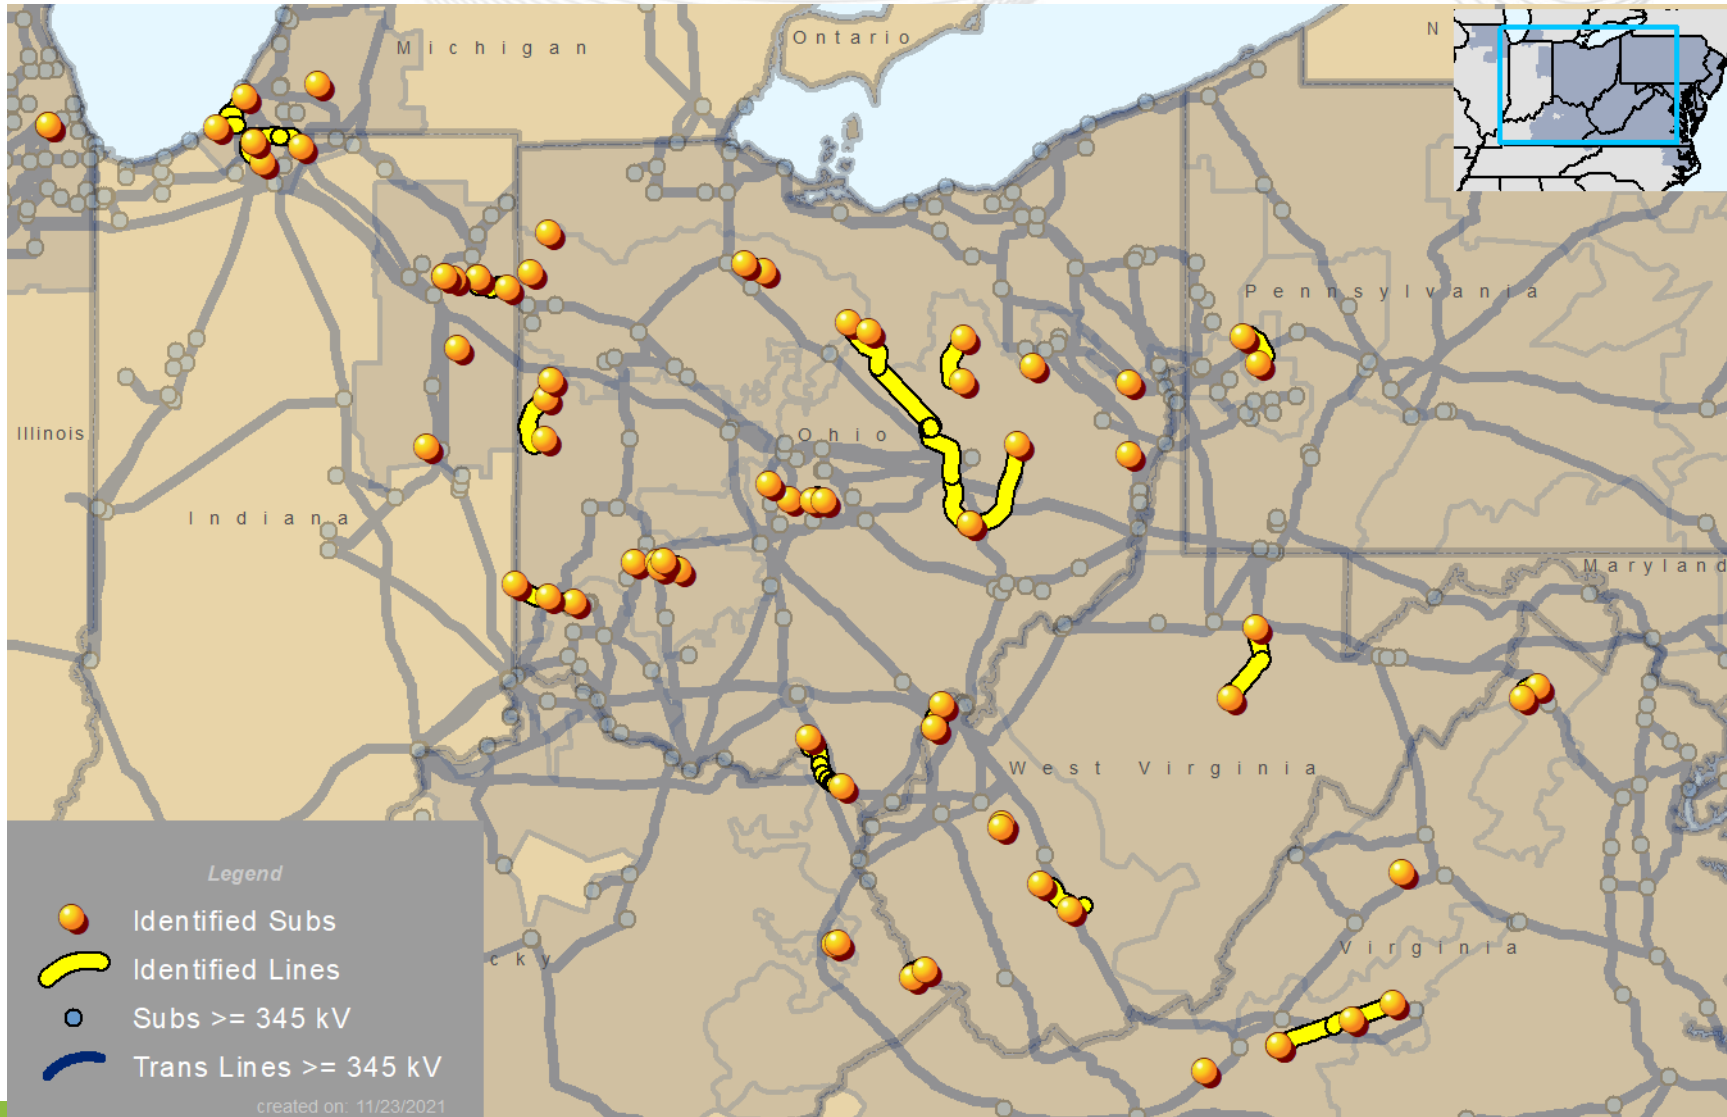 Michigan
Ontario
N
Pennsylvania
Illinois
Ohio
Indiana
Maryland
West Virginia
Virginia
cky
Legend
Identified Subs
Identified Lines
Subs >= 345 kV
Trans Lines >= 345 kV
created on: 11/23/2021